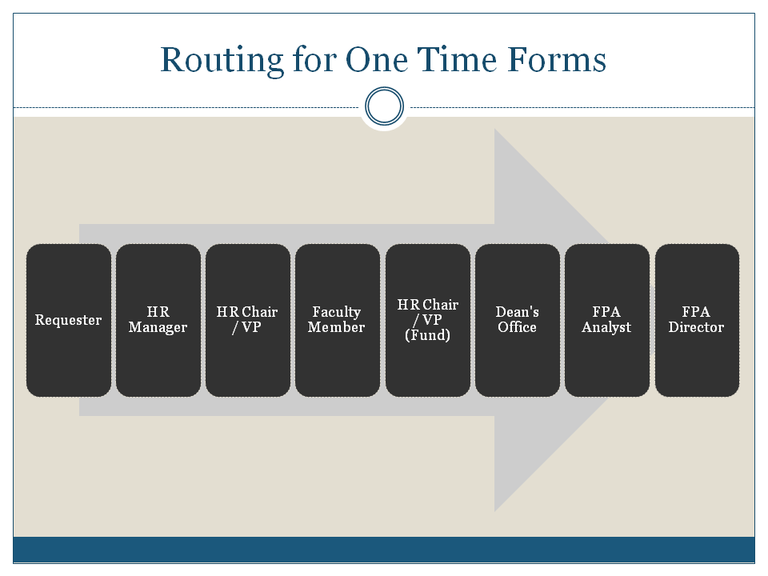 Routing for One Time Forms
Requester
HR
Manager
HR Chair
/ VP
Faculty
Member
HR Chair
/ VP
(Fund)
Dean's
Office
FPA
Analyst
FPA
Director